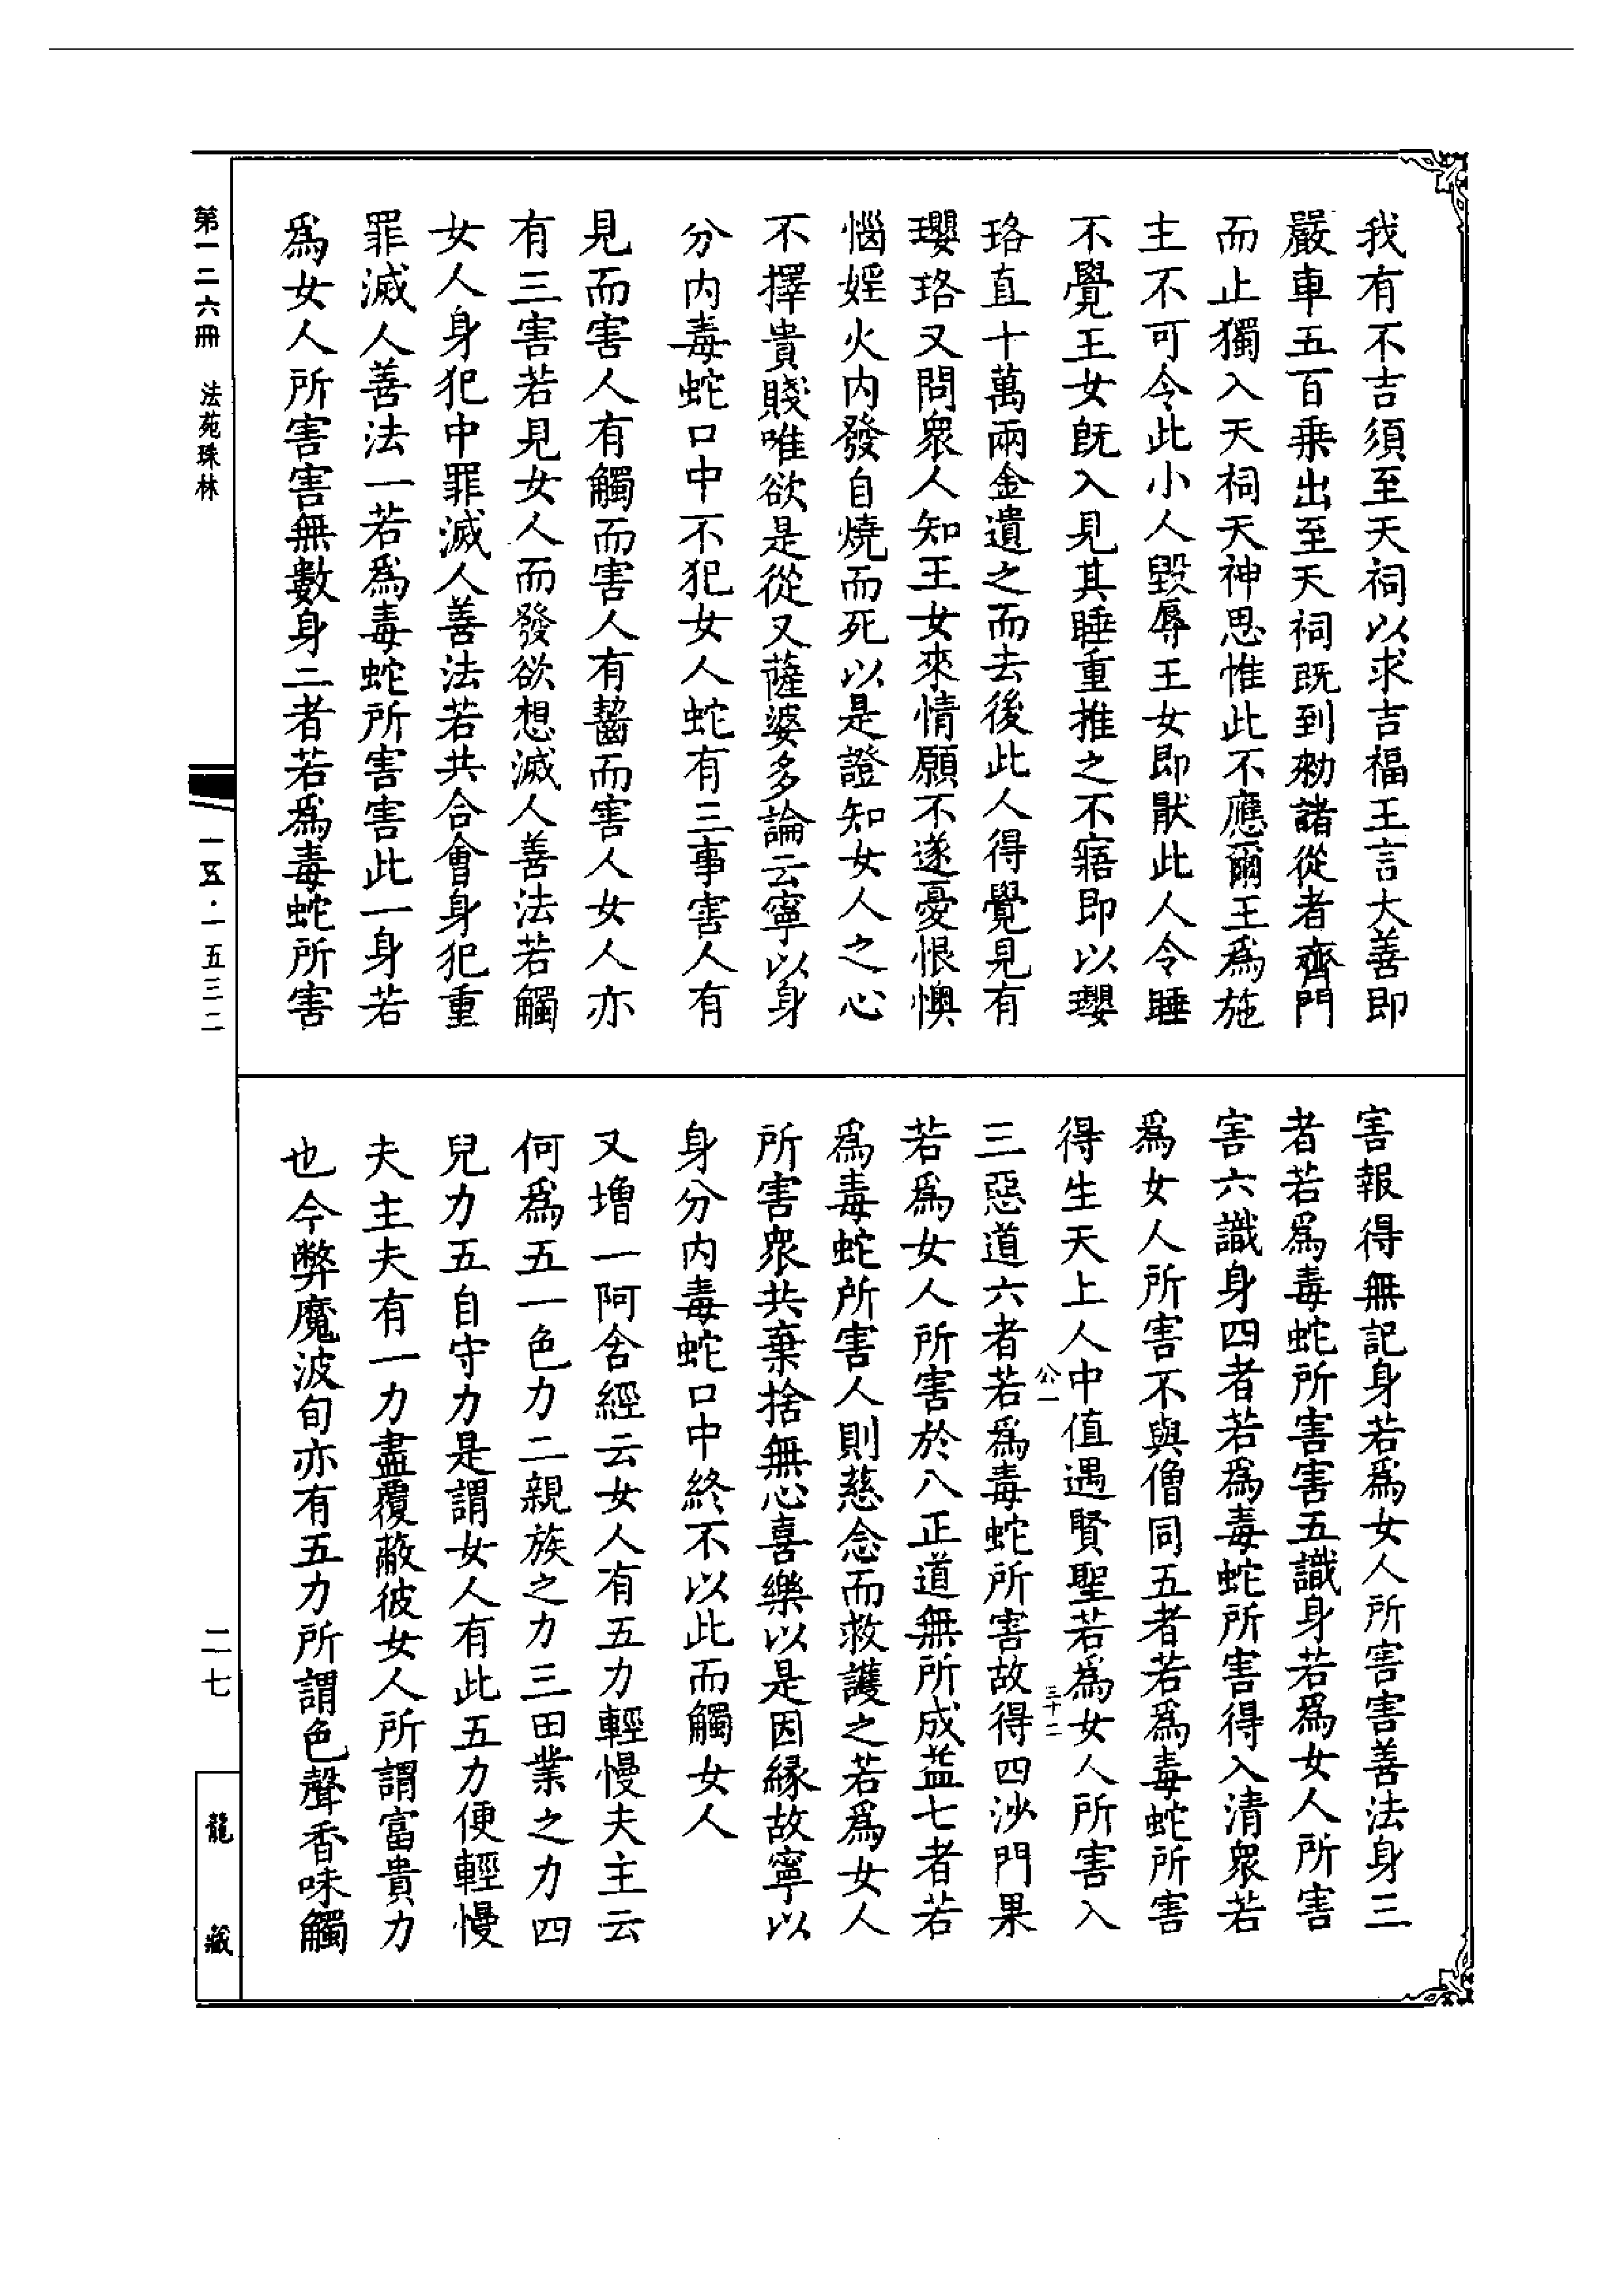 我有不吉須至天祠以求吉福王言大善即
嚴車五百乗出至天祠既到勑諸從者齊門
而止獨入天祠天神思惟此不應爾王為施
主不可令此小人毀辱王女即猒此人令睡
不覺王女旣入見其睡重推之不寤即以瓔
珞直十萬兩金遺之而去後此人得覺見有
瓔珞又問衆人知王女來情願不遂憂恨懊
惱婬火内發自燒而死以是證知女人之心
不擇貴賤唯欲是從又薩婆多論云寧以身
分内毒蛇口中不犯女人蛇有三事害人有
見而害人有觸而害人有齧而害人女人亦
有三害若見女人而發欲想滅人善法若觸
女人身犯中罪滅人善法若共合會身犯重
罪滅人善法一若爲毒蛇所害害此一身若
爲女人所害害無數身二者若爲毒蛇所害
害報得無記身若爲女人所害害善法身三
者若爲毒蛇所害害五識身若爲女人所害
害六識身四者若爲毒蛇所害得入清衆若
爲女人所害不與僧同五者若爲毒蛇所害
得生天上人中值遇賢聖若爲女人所害入
公一
三十二
三惡道六者若爲毒蛇所害故得四沙門果
若爲女人所害於八正道無所成益七者若
爲毒蛇所害人則慈念而救護之若爲女人
所害衆共棄捨無心喜樂以是因縁故寧以
身分内毒蛇口中終不以此而觸女人
又增一阿含經云女人有五力輕慢夫主云
何爲五一色力二親族之力三田業之力四
兒力五自守力是謂女人有此五力便輕慢
夫主夫有一力盡覆蔽彼女人所謂富貴力
也今弊魔波旬亦有五力所謂色聲香味觸
第一二六冊 法苑珠林
一五·一五三二
二七
龍藏